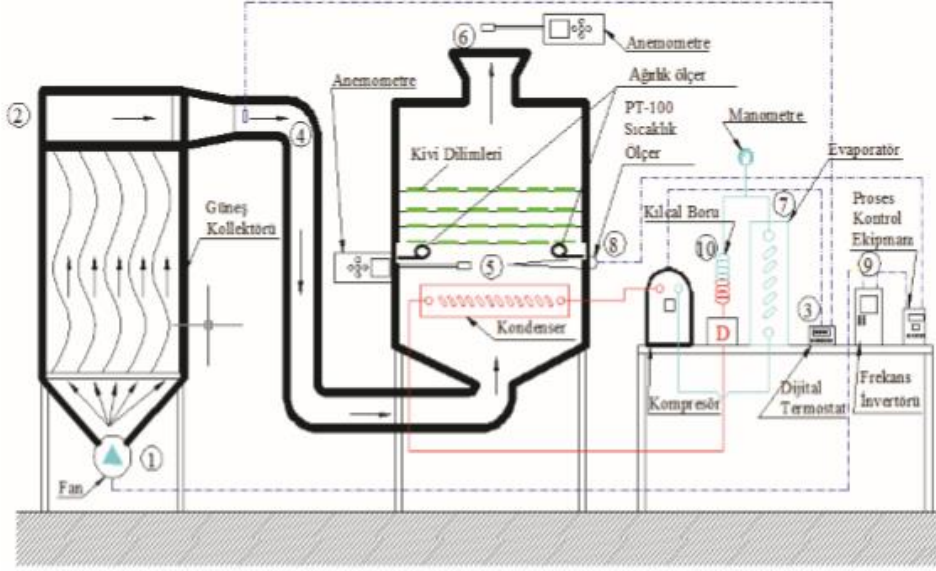 6
Anemometre
Anemometre
Ağırlık ölçer
2
PT-100
Sıcaklık
Ölçer
Manometre
4
Evaporatör
Kivi Dilimleri
Güneş
Kollektörü
Kılçal Boru
7
Proses
Kontrol
Ekipmanı
8
10
5
9
3
D
Kondenser
Kompresör
Dijital
Termostat
Frekans
İnvertörü
1
Fan